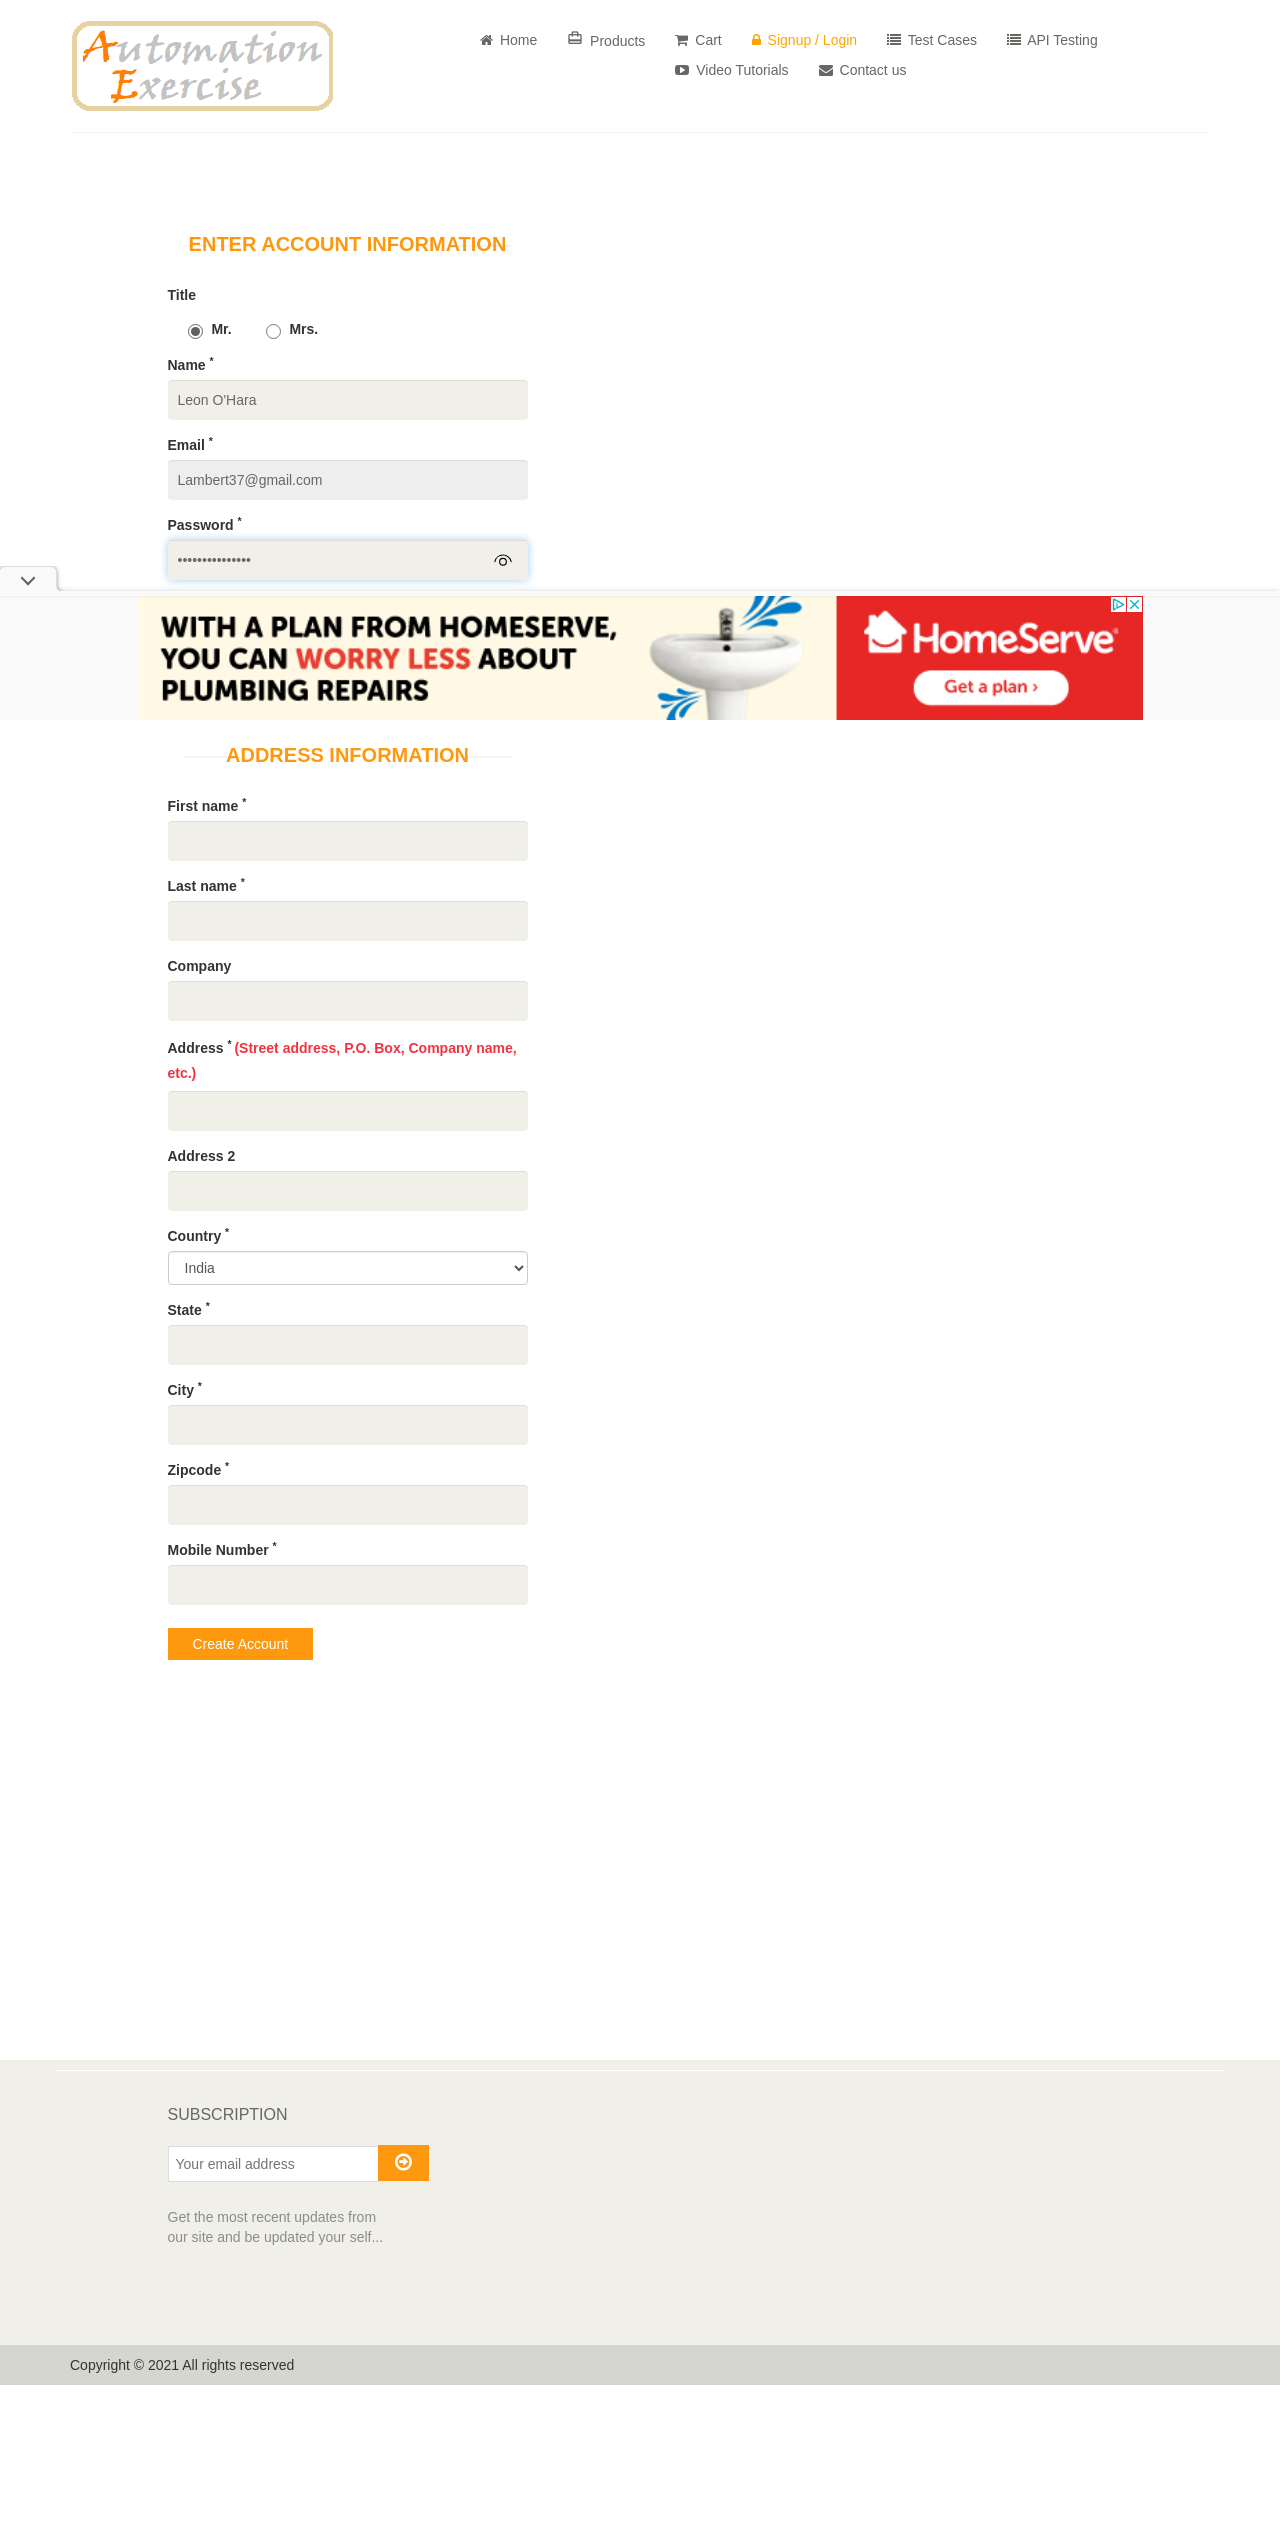 Automation
Exercise
Home
Products
Cart
Signup / Login
Test Cases
API Testing
Video Tutorials
Contact us
ENTER ACCOUNT INFORMATION
Title
Mr.
Mrs.
Name *
Leon O'Hara
Email *
Lambert37@gmail.com
Password *
•••••••••••••••
WITH A PLAN FROM HOMESERVE,
YOU CAN WORRY LESS ABOUT
PLUMBING REPAIRS
HomeServe
Get a plan ›
ADDRESS INFORMATION
First name *
Last name *
Company
Address * (Street address, P.O. Box, Company name,
etc.)
Address 2
Country *
India
State *
City *
Zipcode *
Mobile Number *
Create Account
SUBSCRIPTION
Your email address
Get the most recent updates from
our site and be updated your self...
Copyright © 2021 All rights reserved